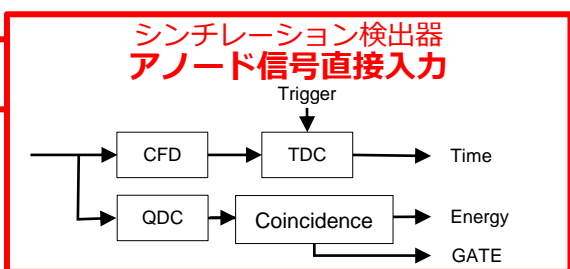 シンチレーション検出器
アノード信号直接入力
Trigger
CFD
TDC
Time
QDC
Coincidence
Energy
GATE